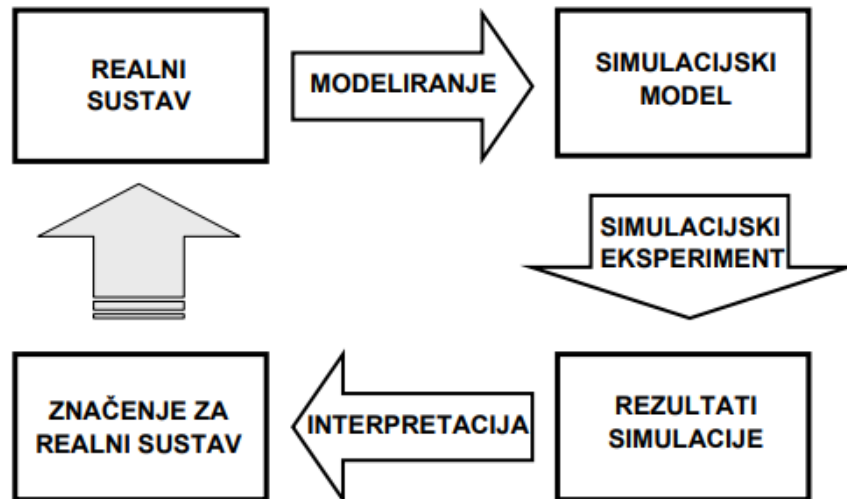 REALNI
SUSTAV
MODELIRANJE
SIMULACIJSKI
MODEL
SIMULACIJSKI
EKSPERIMENT
ZNAČENJE ZA
REALNI SUSTAV
INTERPRETACIJA
REZULTATI
SIMULACIJE